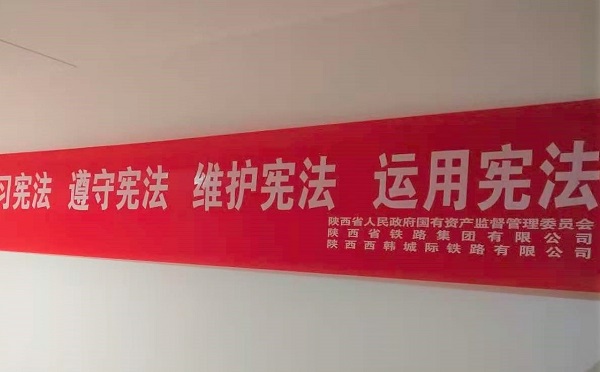 习宪法 遵守宪法 维护宪法 运用宪法
陕西省人民政府国有资产监督管理委员会
陕西省铁路集团有限公司
陕西西韩城际铁路有限公司